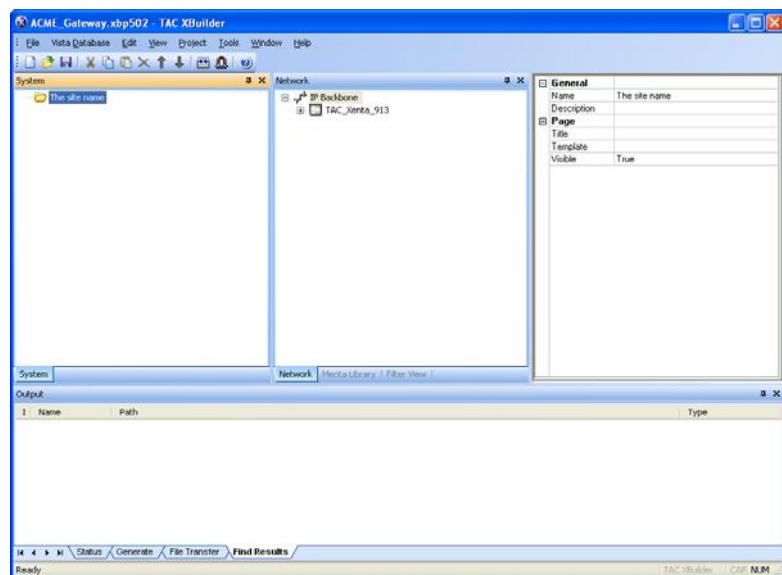 ACME_Gateway.xbp502 - TAC XBuilder
File Vista Database Edit View Project Tools Window Help
System
The site name
System
Network
IP Backbone
TAC_Xenta_913
Network Menta Library Filter View
General
Name The site name
Description
Page
Title
Template
Visible True
Output
I Name Path Type
Status Generate File Transfer Find Results
Ready TAC XBuilder CAP NUM